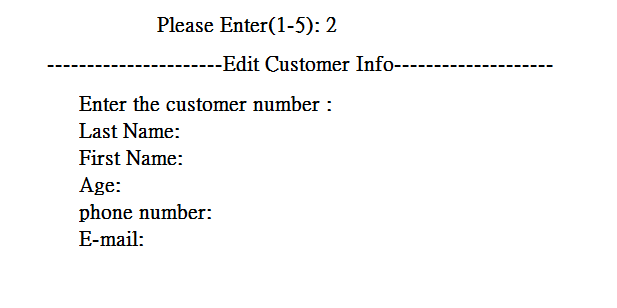 Please Enter(1-5): 2
----------------------Edit Customer Info--------------------
Enter the customer number :
Last Name:
First Name:
Age:
phone number:
E-mail: